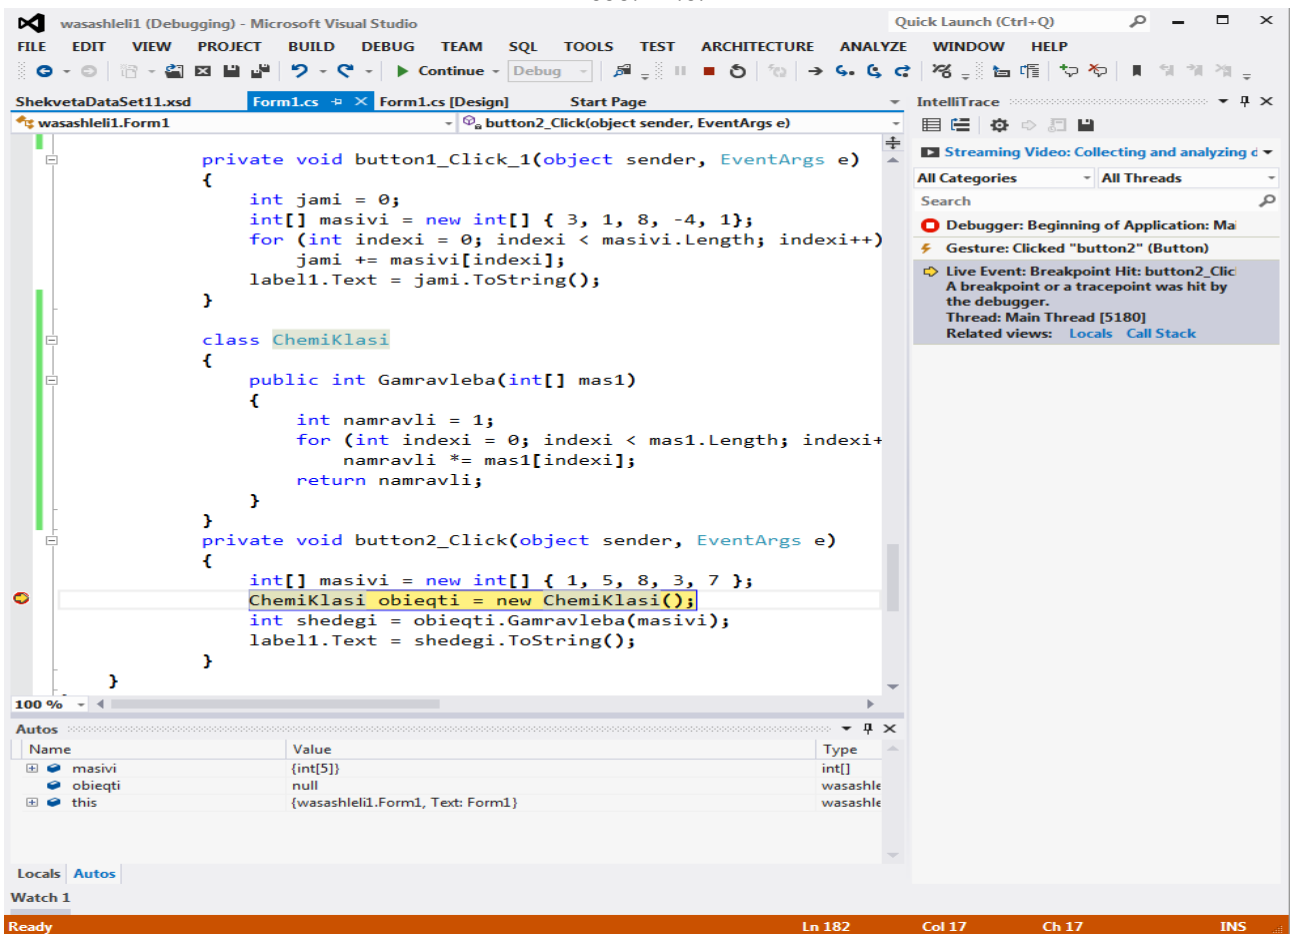 wasashleli1 (Debugging) - Microsoft Visual Studio
Quick Launch (Ctrl+Q)
FILE EDIT VIEW PROJECT BUILD DEBUG TEAM SQL TOOLS TEST ARCHITECTURE ANALYZE WINDOW HELP
Continue Debug
ShekvetaDataSet11.xsd Form1.cs Form1.cs [Design] Start Page
wasashleli1.Form1 button2_Click(object sender, EventArgs e)
private void button1_Click_1(object sender, EventArgs e)
{
int jami = 0;
int[] masivi = new int[] { 3, 1, 8, -4, 1};
for (int indexi = 0; indexi < masivi.Length; indexi++)
jami += masivi[indexi];
label1.Text = jami.ToString();
}
class ChemiKlasi
{
public int Gamravleba(int[] mas1)
{
int namravli = 1;
for (int indexi = 0; indexi < mas1.Length; indexi+
namravli *= mas1[indexi];
return namravli;
}
}
private void button2_Click(object sender, EventArgs e)
{
int[] masivi = new int[] { 1, 5, 8, 3, 7 };
ChemiKlasi obieqti = new ChemiKlasi();
int shedegi = obieqti.Gamravleba(masivi);
label1.Text = shedegi.ToString();
}
}
100 %
IntelliTrace
Streaming Video: Collecting and analyzing d
All Categories All Threads
Search
Debugger: Beginning of Application: Mai
Gesture: Clicked "button2" (Button)
Live Event: Breakpoint Hit: button2_Clic
A breakpoint or a tracepoint was hit by
the debugger.
Thread: Main Thread [5180]
Related views: Locals Call Stack
Autos
Name Value Type
masivi {int[5]} int[]
obieqti null wasashle
this {wasashleli1.Form1, Text: Form1} wasashle
Locals Autos
Watch 1
Ready Ln 182 Col 17 Ch 17 INS